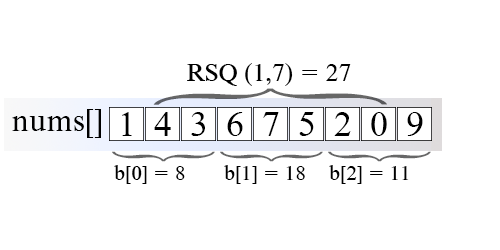 RSQ (1,7) = 27
nums[] 1 4 3 6 7 5 2 0 9
b[0] = 8 b[1] = 18 b[2] = 11